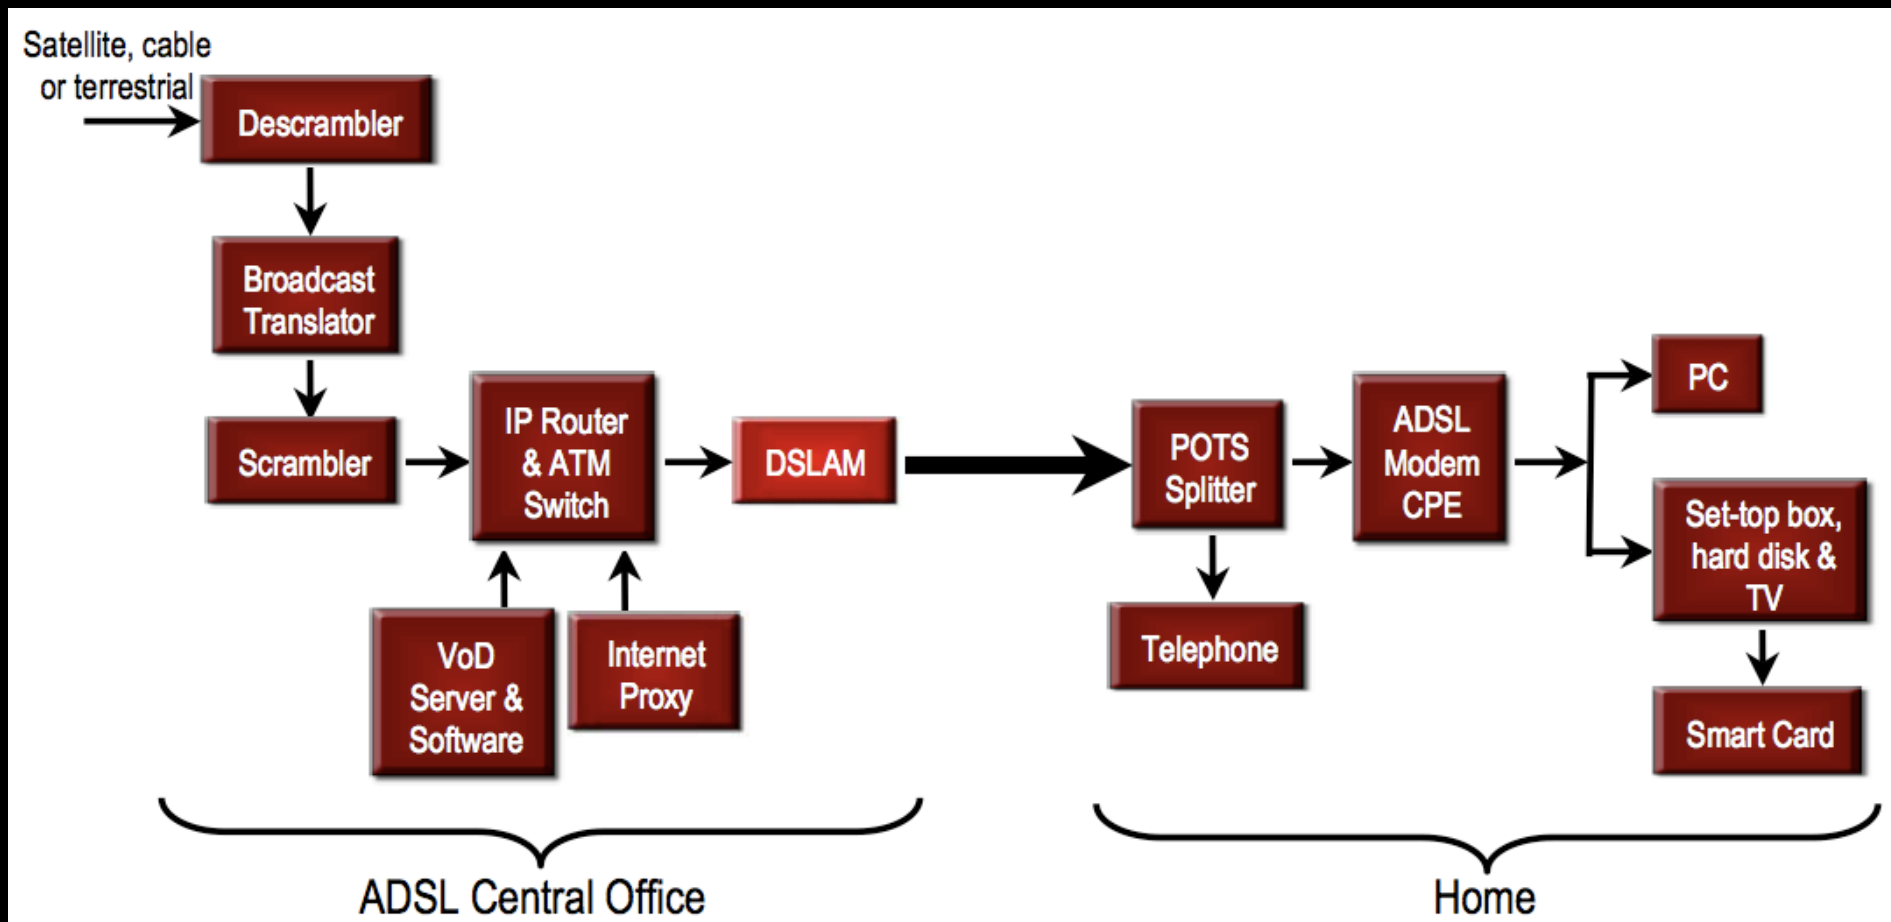 Satellite, cable
or terrestrial
Descrambler
Broadcast
Translator
Scrambler
IP Router
& ATM
Switch
DSLAM
VoD
Server &
Software
Internet
Proxy
POTS
Splitter
Telephone
ADSL
Modem
CPE
PC
Set-top box,
hard disk &
TV
Smart Card
ADSL Central Office
Home